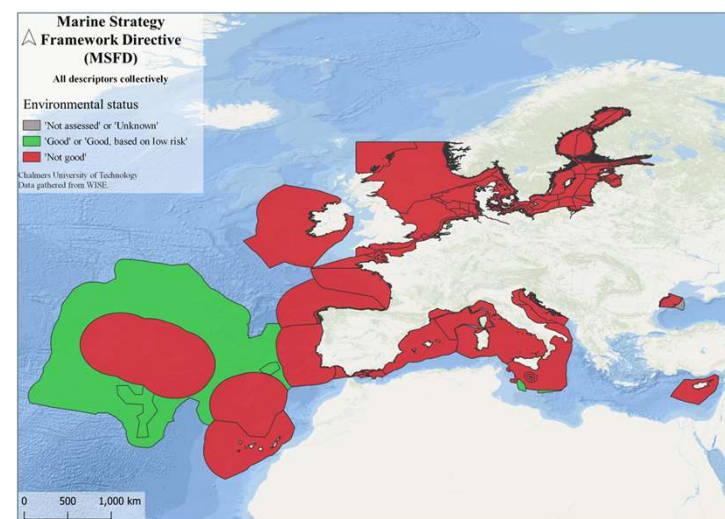 Marine Strategy
Framework Directive
(MSFD)
All descriptors collectively
Environmental status
'Not assessed' or 'Unknown'
'Good' or 'Good, based on low risk'
'Not good'
Chalmers University of Technology
Data gathered from WISE.
0 500 1,000 km